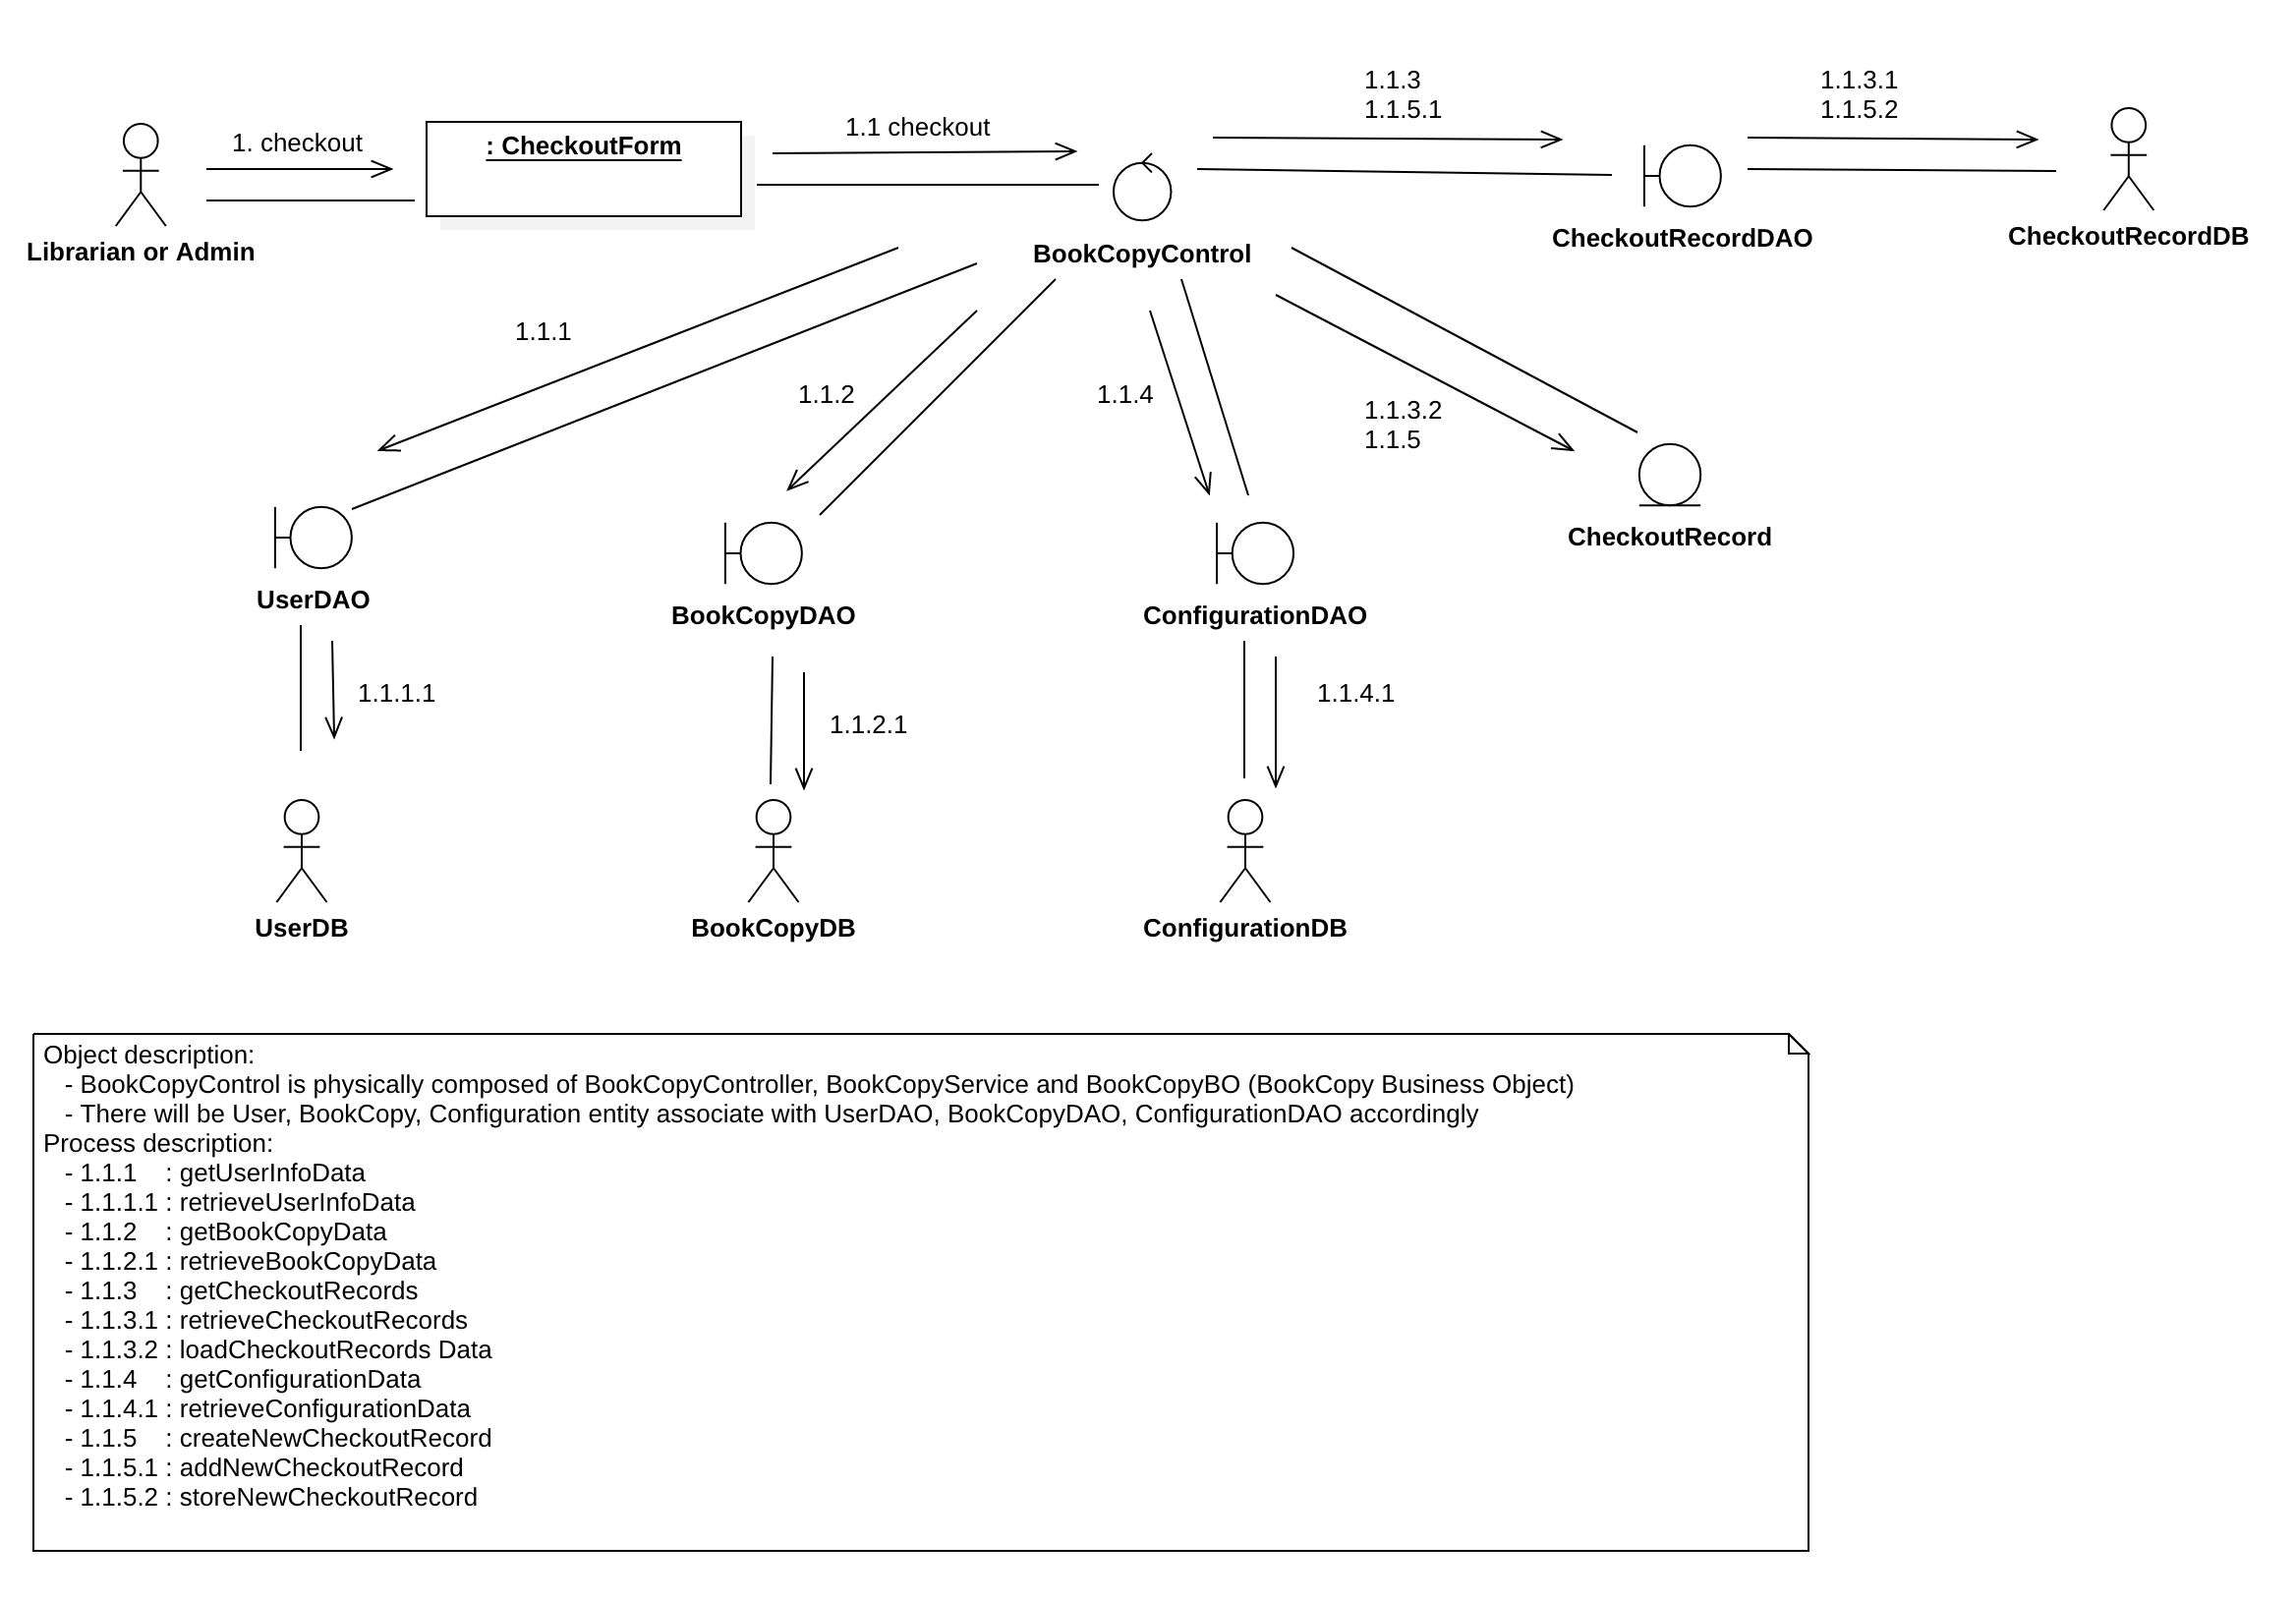 1.1.3
1.1.5.1
1.1.3.1
1.1.5.2
1. checkout
: CheckoutForm
1.1 checkout
Librarian or Admin
BookCopyControl
CheckoutRecordDAO
CheckoutRecordDB
1.1.1
1.1.2
1.1.4
1.1.3.2
1.1.5
CheckoutRecord
UserDAO
BookCopyDAO
ConfigurationDAO
1.1.1.1
1.1.2.1
1.1.4.1
UserDB
BookCopyDB
ConfigurationDB
Object description:
- BookCopyControl is physically composed of BookCopyController, BookCopyService and BookCopyBO (BookCopy Business Object)
- There will be User, BookCopy, Configuration entity associate with UserDAO, BookCopyDAO, ConfigurationDAO accordingly
Process description:
- 1.1.1 : getUserInfoData
- 1.1.1.1 : retrieveUserInfoData
- 1.1.2 : getBookCopyData
- 1.1.2.1 : retrieveBookCopyData
- 1.1.3 : getCheckoutRecords
- 1.1.3.1 : retrieveCheckoutRecords
- 1.1.3.2 : loadCheckoutRecords Data
- 1.1.4 : getConfigurationData
- 1.1.4.1 : retrieveConfigurationData
- 1.1.5 : createNewCheckoutRecord
- 1.1.5.1 : addNewCheckoutRecord
- 1.1.5.2 : storeNewCheckoutRecord